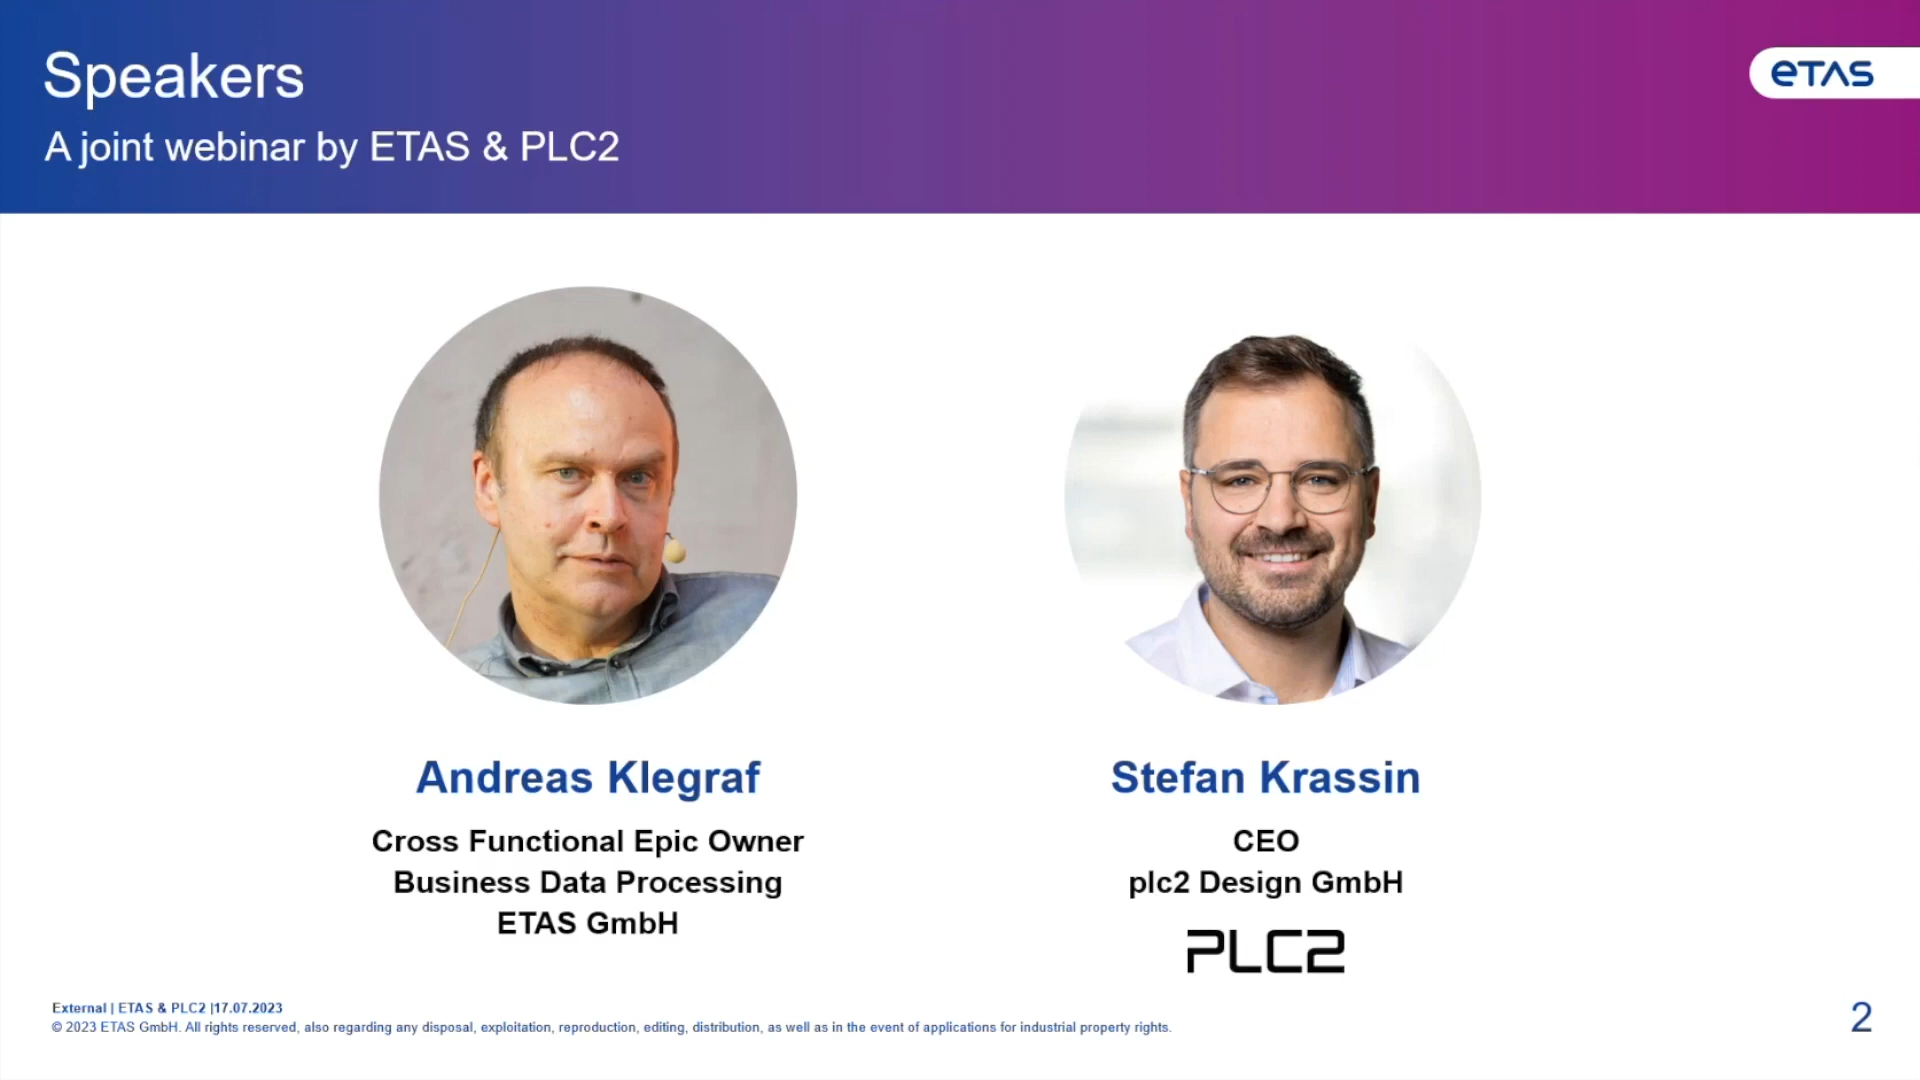 Speakers
A joint webinar by ETAS & PLC2
eTAS
Andreas Klegraf
Cross Functional Epic Owner
Business Data Processing
ETAS GmbH
Stefan Krassin
CEO
plc2 Design GmbH
PLC2
External | ETAS & PLC2 |17.07.2023
© 2023 ETAS GmbH. All rights reserved, also regarding any disposal, exploitation, reproduction, editing, distribution, as well as in the event of applications for industrial property rights.
2